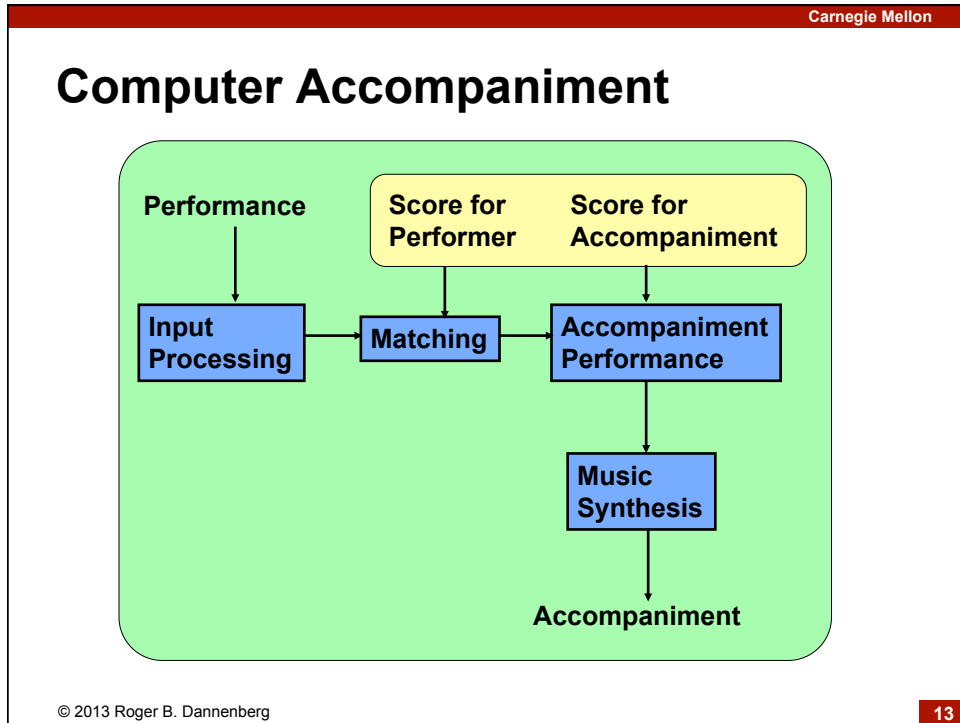 Carnegie Mellon
Computer Accompaniment
Performance
Score for
Performer
Score for
Accompaniment
Input
Processing
Matching
Accompaniment
Performance
Music
Synthesis
Accompaniment
© 2013 Roger B. Dannenberg
13